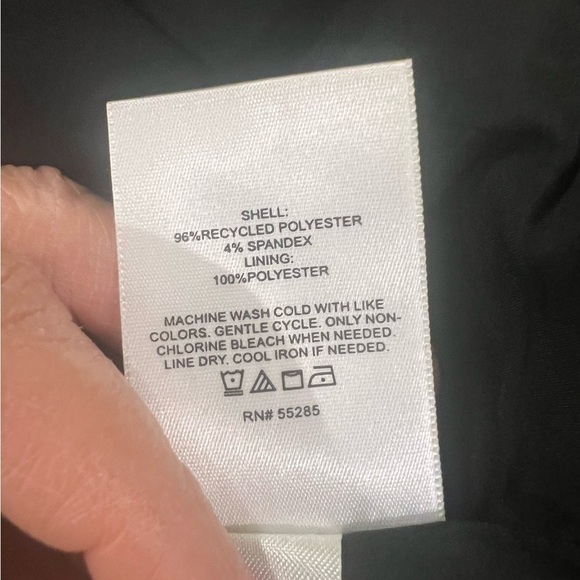 SHELL:
96%RECYCLED POLYESTER
4% SPANDEX
LINING:
100%POLYESTER
MACHINE WASH COLD WITH LIKE
COLORS. GENTLE CYCLE. ONLY NON-
CHLORINE BLEACH WHEN NEEDED.
LINE DRY. COOL IRON IF NEEDED.
RN# 55285